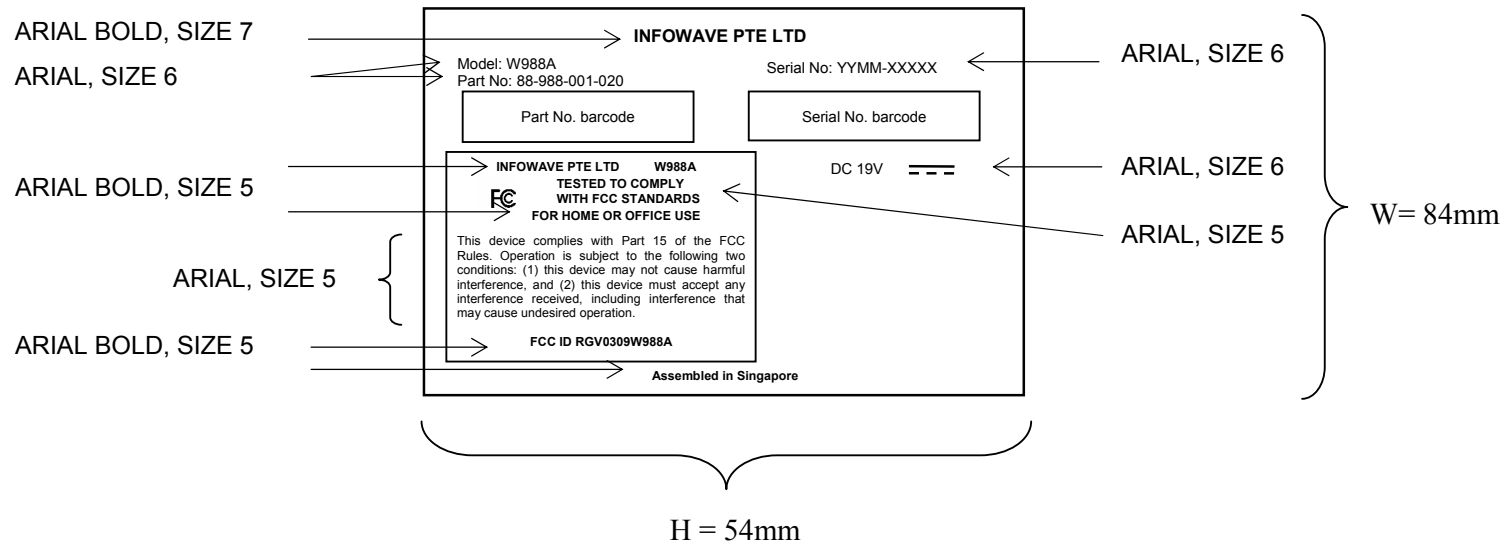 ARIAL BOLD, SIZE 7
INFOWAVE PTE LTD
ARIAL, SIZE 6
Model: W988A
Part No: 88-988-001-020
Serial No: YYMM-XXXXX
ARIAL, SIZE 6
Part No. barcode
Serial No. barcode
ARIAL BOLD, SIZE 5
INFOWAVE PTE LTD W988A
FC
TESTED TO COMPLY
WITH FCC STANDARDS
FOR HOME OR OFFICE USE
DC 19V
ARIAL, SIZE 6
ARIAL, SIZE 5
W= 84mm
ARIAL, SIZE 5
This device complies with Part 15 of the FCC
Rules. Operation is subject to the following two
conditions: (1) this device may not cause harmful
interference, and (2) this device must accept any
interference received, including interference that
may cause undesired operation.
ARIAL BOLD, SIZE 5
FCC ID RGV0309W988A
Assembled in Singapore
H = 54mm